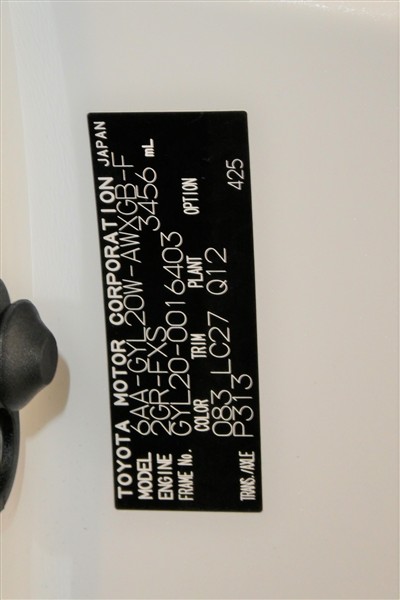 TOYOTA MOTOR CORPORATION JAPAN
MODEL 6AA-GYL20W-AWXGB-F
ENGINE 2GR-FXS 3456 mL
FRAME No. GYL20-0016403
COLOR TRIM PLANT OPTION
083 LC27 Q12
TRANS./AXLE P313 425